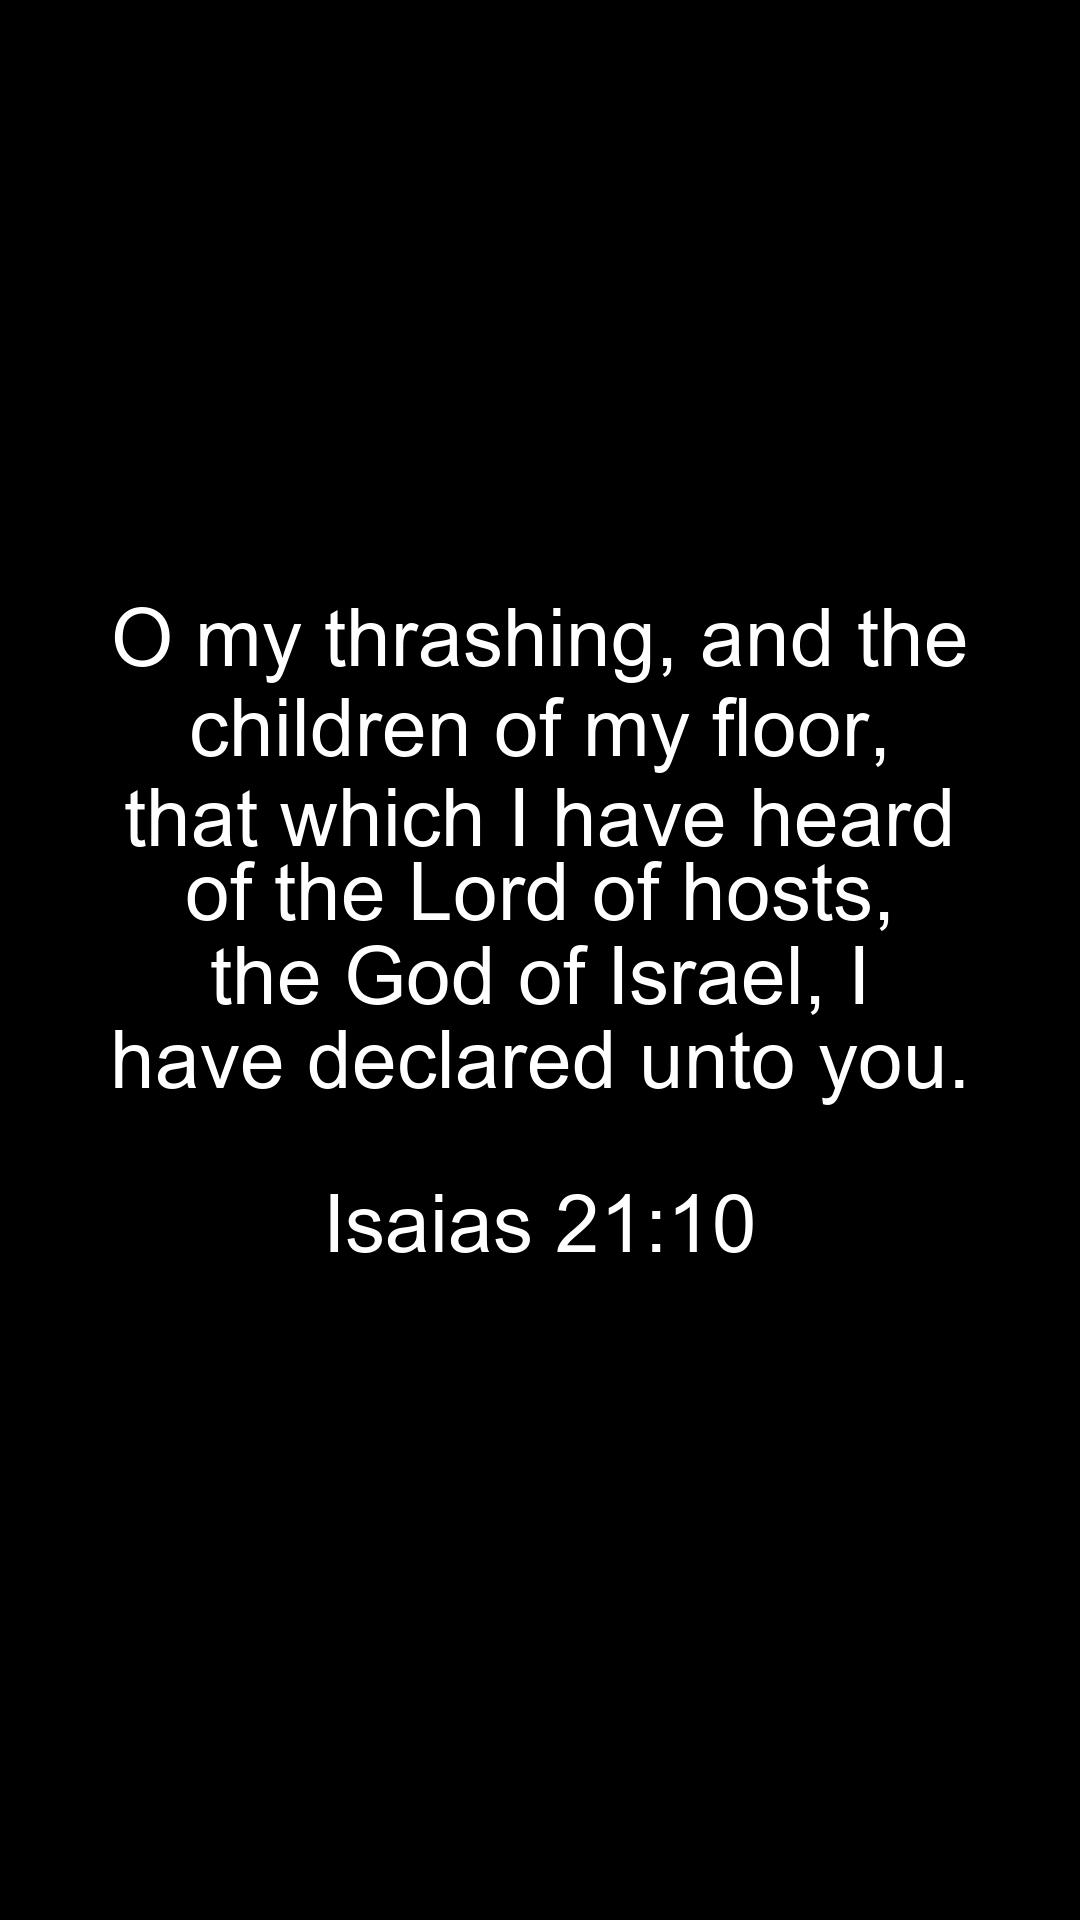 O my thrashing, and the
children of my floor,
that which I have heard
of the Lord of hosts,
the God of Israel, I
have declared unto you.
Isaias 21:10